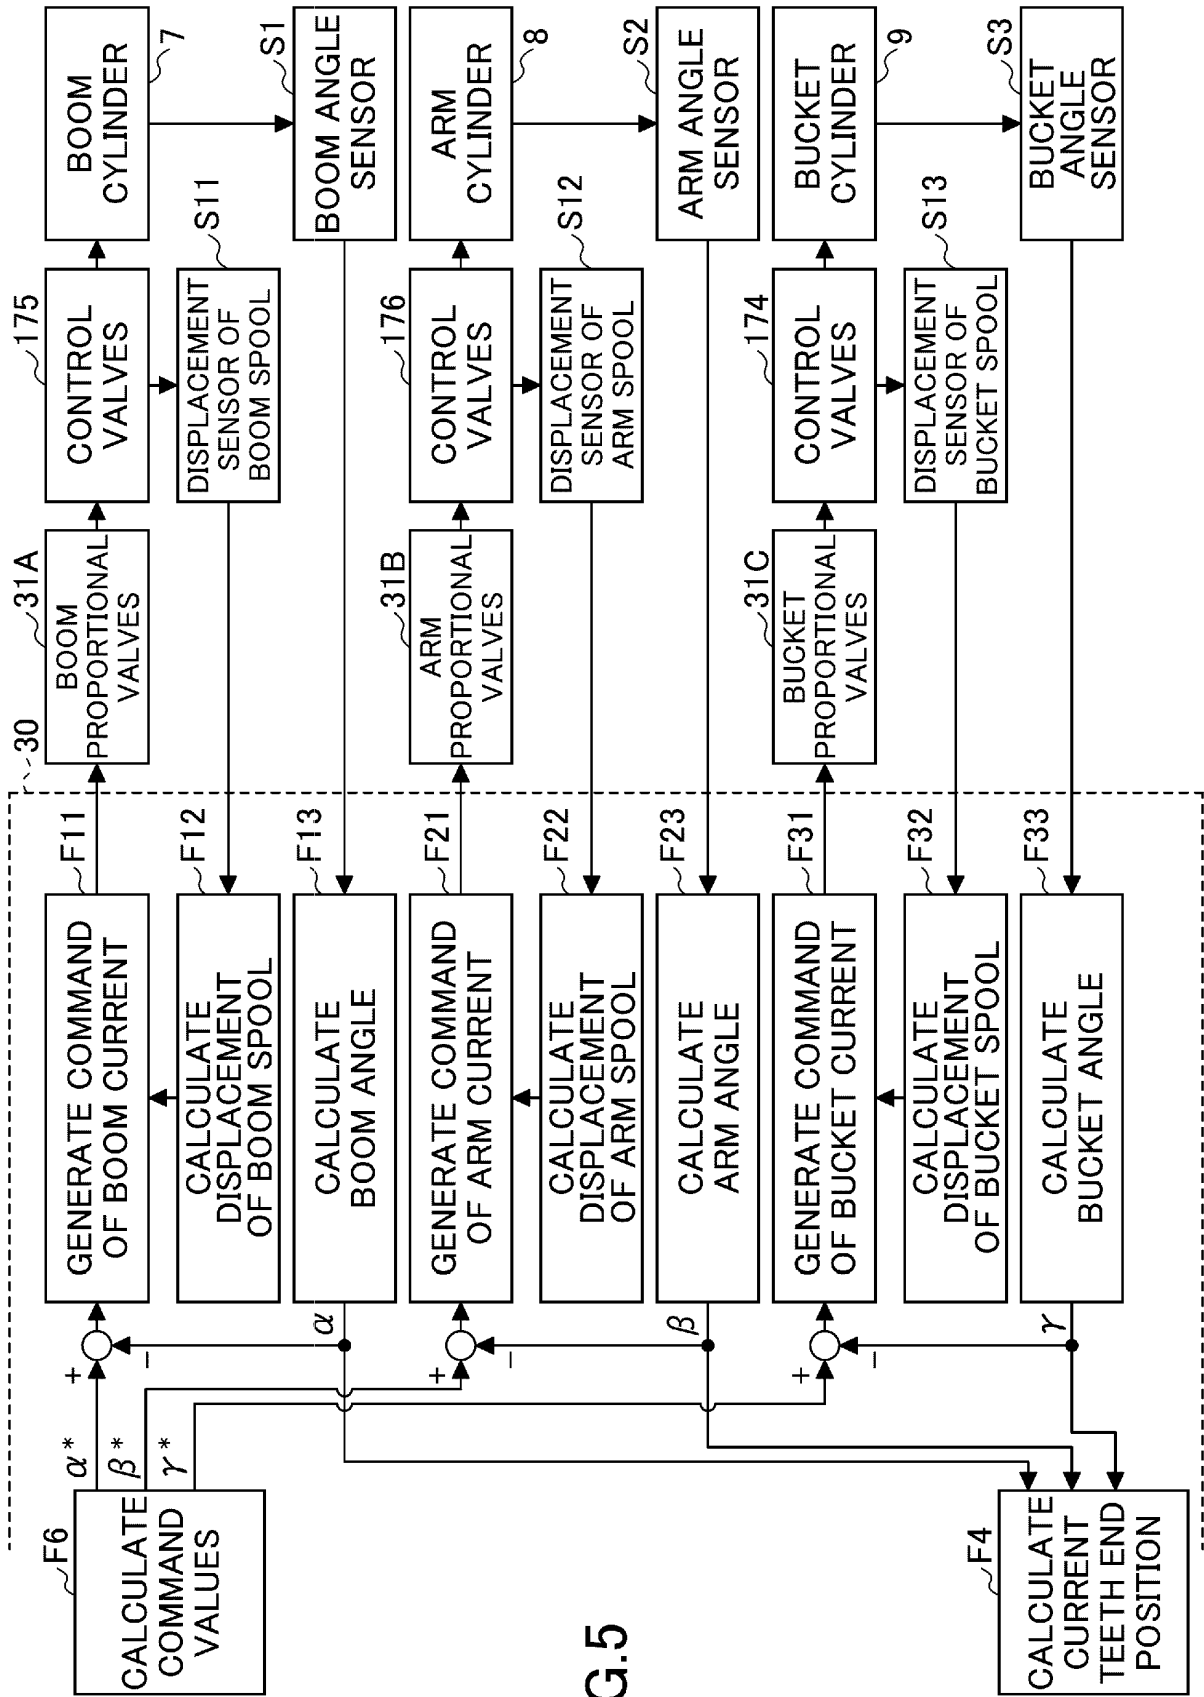 F6
CALCULATE
COMMAND
VALUES
α*
β*
γ*
+
−
α
F11
GENERATE COMMAND
OF BOOM CURRENT
F12
CALCULATE
DISPLACEMENT
OF BOOM SPOOL
F13
CALCULATE
BOOM ANGLE
30
31A
BOOM
PROPORTIONAL
VALVES
175
CONTROL
VALVES
S11
DISPLACEMENT
SENSOR OF
BOOM SPOOL
7
BOOM
CYLINDER
S1
BOOM ANGLE
SENSOR
+
−
β
F21
GENERATE COMMAND
OF ARM CURRENT
F22
CALCULATE
DISPLACEMENT
OF ARM SPOOL
F23
CALCULATE
ARM ANGLE
31B
ARM
PROPORTIONAL
VALVES
176
CONTROL
VALVES
S12
DISPLACEMENT
SENSOR OF
ARM SPOOL
8
ARM
CYLINDER
S2
ARM ANGLE
SENSOR
+
−
γ
F31
GENERATE COMMAND
OF BUCKET CURRENT
F32
CALCULATE
DISPLACEMENT
OF BUCKET SPOOL
F33
CALCULATE
BUCKET ANGLE
31C
BUCKET
PROPORTIONAL
VALVES
174
CONTROL
VALVES
S13
DISPLACEMENT
SENSOR OF
BUCKET SPOOL
9
BUCKET
CYLINDER
S3
BUCKET
ANGLE
SENSOR
F4
CALCULATE
CURRENT
TEETH END
POSITION
G.5